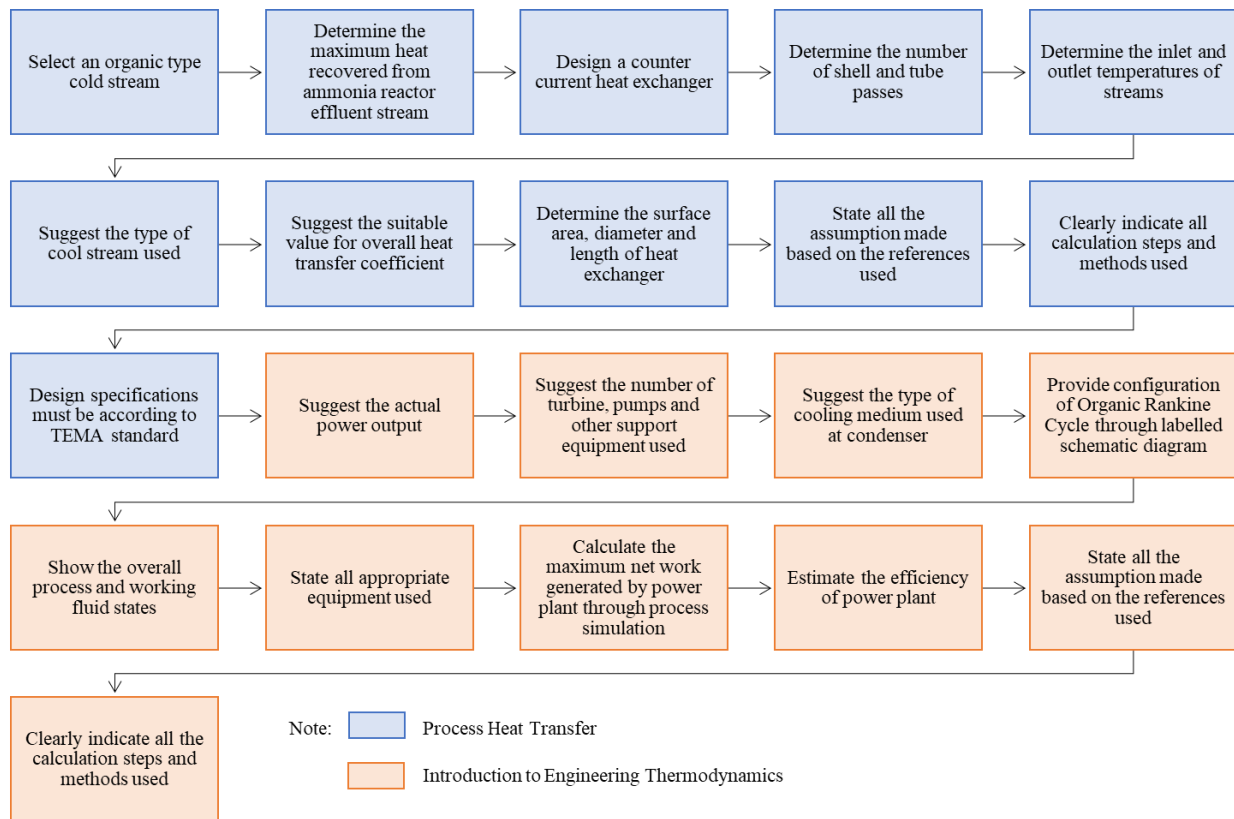 Select an organic type
cold stream
Determine the
maximum heat
recovered from
ammonia reactor
effluent stream
Design a counter
current heat exchanger
Determine the number
of shell and tube
passes
Determine the inlet and
outlet temperatures of
streams
Suggest the type of
cool stream used
Suggest the suitable
value for overall heat
transfer coefficient
Determine the surface
area, diameter and
length of heat
exchanger
State all the
assumption made
based on the references
used
Clearly indicate all
calculation steps and
methods used
Design specifications
must be according to
TEMA standard
Suggest the actual
power output
Suggest the number of
turbine, pumps and
other support
equipment used
Suggest the type of
cooling medium used
at condenser
Provide configuration
of Organic Rankine
Cycle through labelled
schematic diagram
Show the overall
process and working
fluid states
State all appropriate
equipment used
Calculate the
maximum net work
generated by power
plant through process
simulation
Estimate the efficiency
of power plant
State all the
assumption made
based on the references
used
Clearly indicate all the
calculation steps and
methods used
Note:
Process Heat Transfer
Introduction to Engineering Thermodynamics